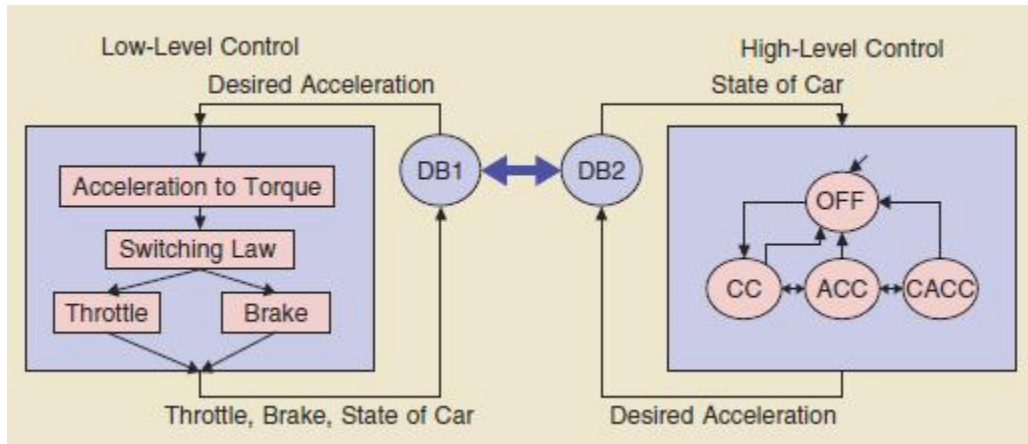 Low-Level Control
Desired Acceleration
Acceleration to Torque
Switching Law
Throttle
Brake
Throttle, Brake, State of Car
DB1
DB2
High-Level Control
State of Car
OFF
CC
ACC
CACC
Desired Acceleration